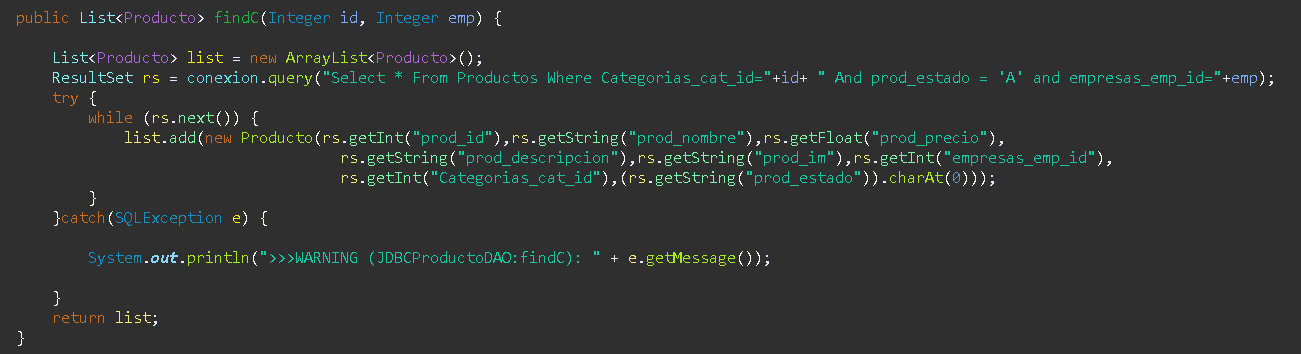 public List<Producto> findC(Integer id, Integer emp) {
List<Producto> list = new ArrayList<Producto>();
ResultSet rs = conexion.query("Select * From Productos Where Categorias_cat_id="+id+ " And prod_estado = 'A' and empresas_emp_id="+emp);
try {
while (rs.next()) {
list.add(new Producto(rs.getInt("prod_id"),rs.getString("prod_nombre"),rs.getFloat("prod_precio"),
rs.getString("prod_descripcion"),rs.getString("prod_im"),rs.getInt("empresas_emp_id"),
rs.getInt("Categorias_cat_id"),(rs.getString("prod_estado")).charAt(0)));
}
}catch(SQLException e) {
System.out.println(">>>WARNING (JDBCProductoDAO:findC): " + e.getMessage());
}
return list;
}